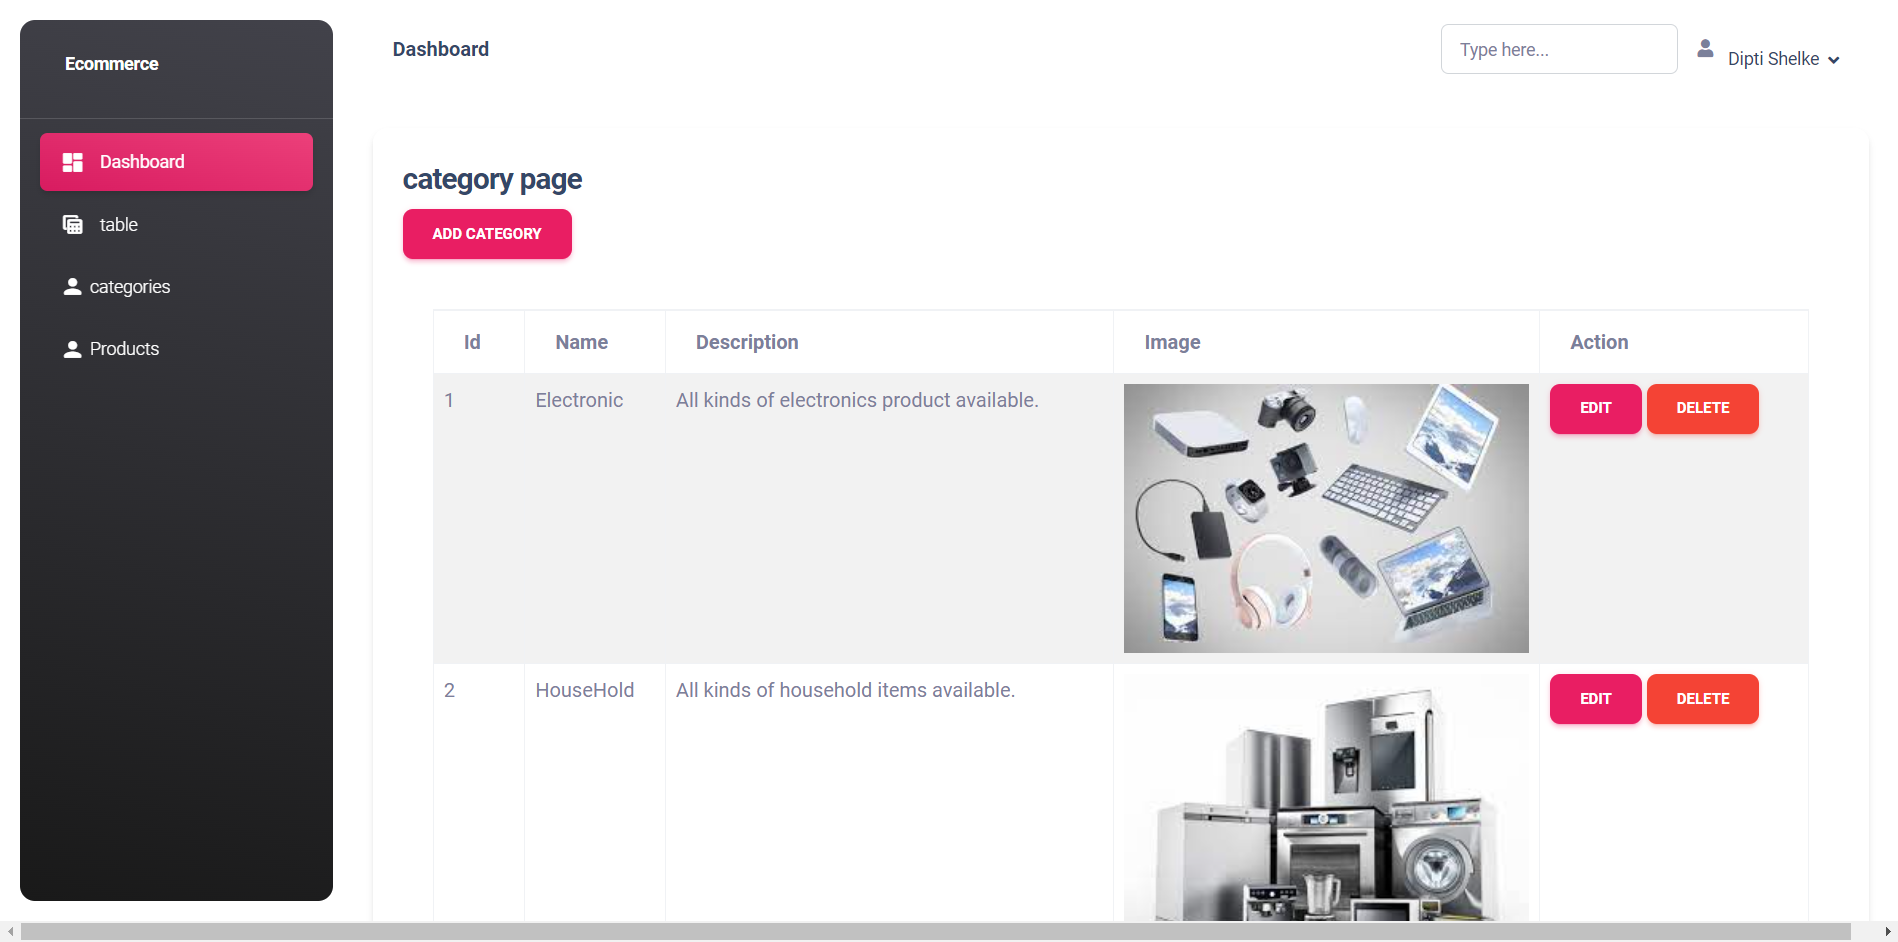 Ecommerce
Dashboard
table
categories
Products
Dashboard
Type here...
Dipti Shelke
category page
ADD CATEGORY
Id Name Description Image Action
1 Electronic All kinds of electronics product available. EDIT DELETE
2 HouseHold All kinds of household items available. EDIT DELETE